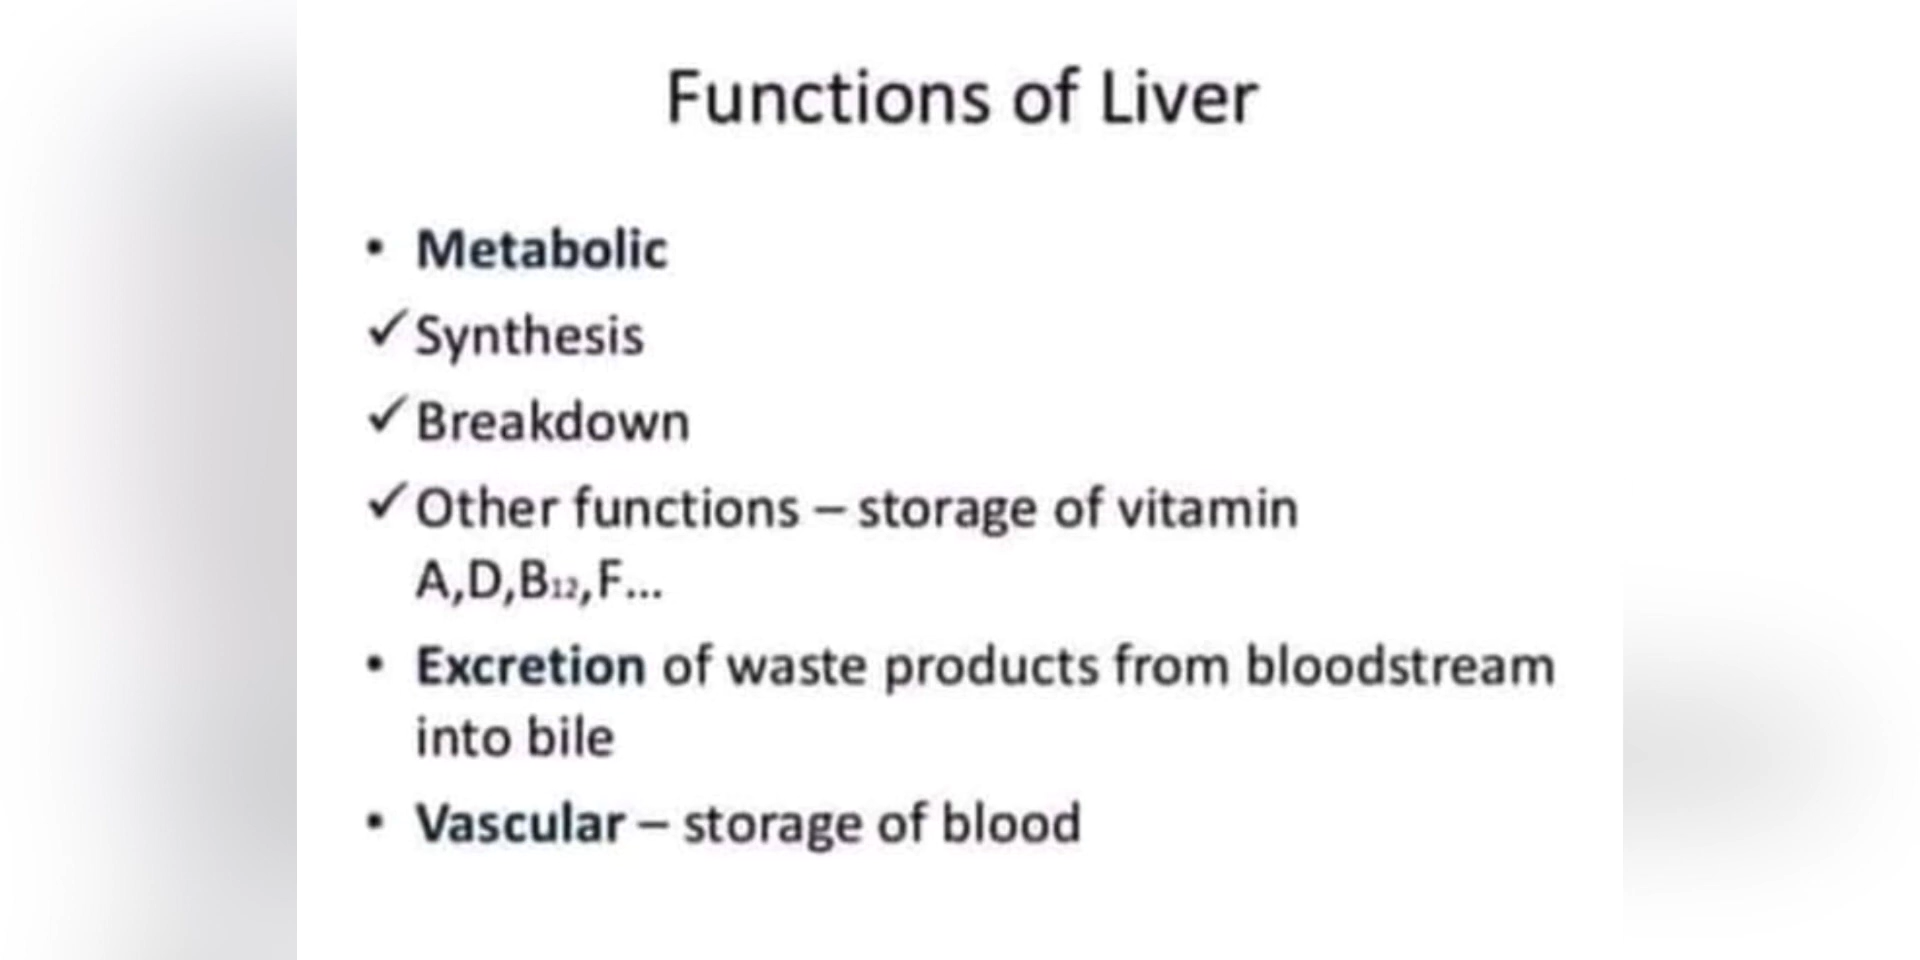 Functions of Liver
• Metabolic
✓ Synthesis
✓ Breakdown
✓ Other functions – storage of vitamin
A,D,B₁₂,F...
• Excretion of waste products from bloodstream
into bile
• Vascular – storage of blood